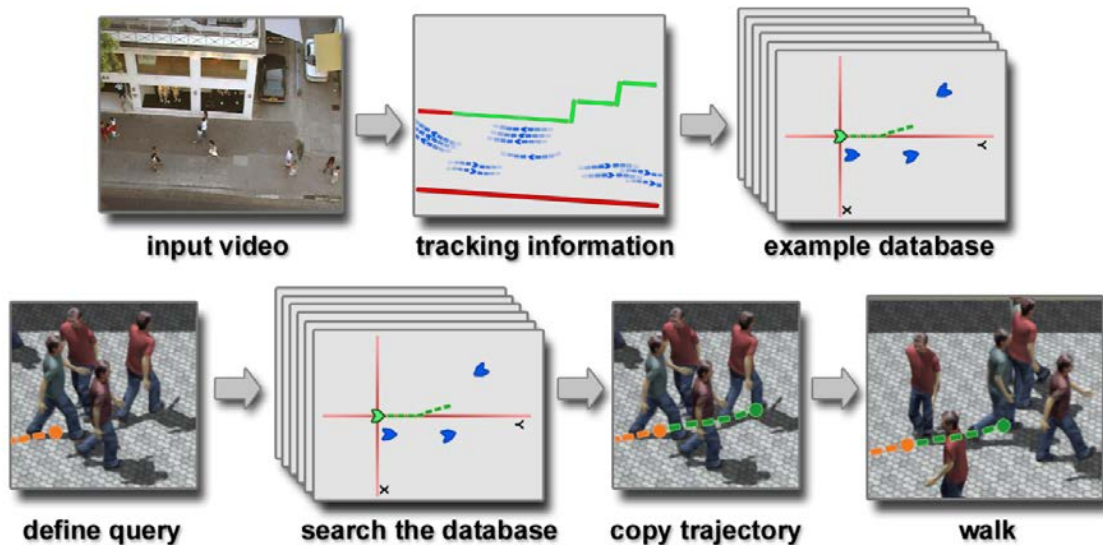 input video
tracking information
Y
X
example database
define query
Y
X
search the database
copy trajectory
walk